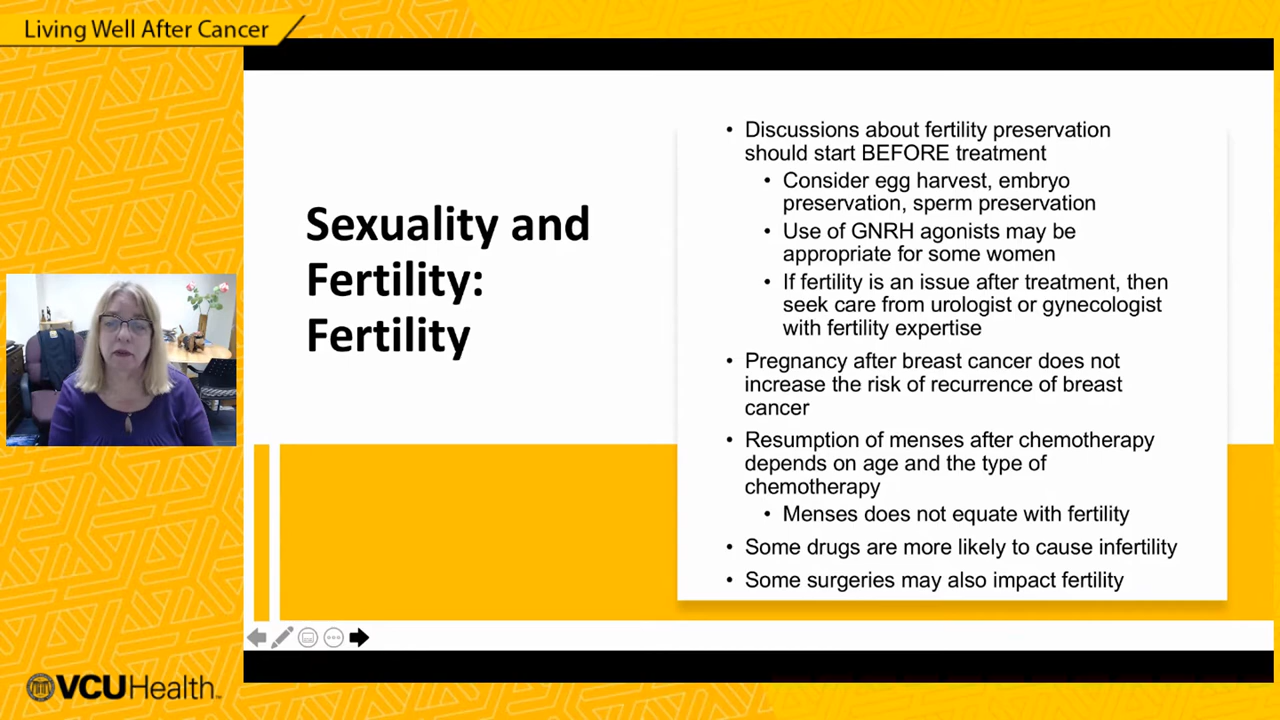 Living Well After Cancer
Sexuality and
Fertility:
Fertility
• Discussions about fertility preservation
should start BEFORE treatment
• Consider egg harvest, embryo
preservation, sperm preservation
• Use of GNRH agonists may be
appropriate for some women
• If fertility is an issue after treatment, then
seek care from urologist or gynecologist
with fertility expertise
• Pregnancy after breast cancer does not
increase the risk of recurrence of breast
cancer
• Resumption of menses after chemotherapy
depends on age and the type of
chemotherapy
• Menses does not equate with fertility
• Some drugs are more likely to cause infertility
• Some surgeries may also impact fertility
VCUHealth